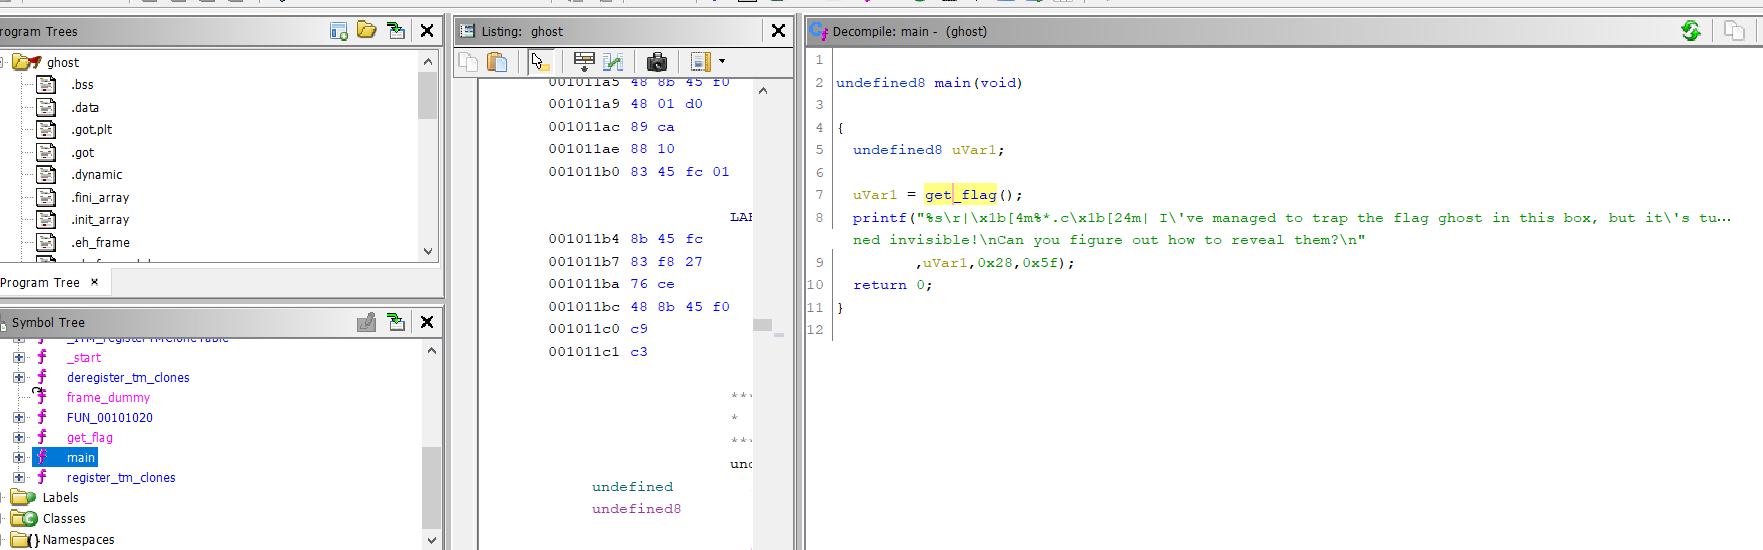 Program Trees
ghost
.bss
.data
.got.plt
.got
.dynamic
.fini_array
.init_array
.eh_frame
Program Tree ×
Symbol Tree
_ITM_registerTMCloneTable
_start
deregister_tm_clones
frame_dummy
FUN_00101020
get_flag
main
register_tm_clones
Labels
Classes
Namespaces
Listing: ghost
001011a5 48 8b 45 f0
001011a9 48 01 d0
001011ac 89 ca
001011ae 88 10
001011b0 83 45 fc 01
LAB
001011b4 8b 45 fc
001011b7 83 f8 27
001011ba 76 ce
001011bc 48 8b 45 f0
001011c0 c9
001011c1 c3
***
*
***
und
undefined
undefined8
Decompile: main - (ghost)
1
2 undefined8 main(void)
3
4 {
5 undefined8 uVar1;
6
7 uVar1 = get_flag();
8 printf("%s\r|\x1b[4m%*.c\x1b[24m| I\'ve managed to trap the flag ghost in this box, but it\'s tu…
ned invisible!\nCan you figure out how to reveal them?\n"
9 ,uVar1,0x28,0x5f);
10 return 0;
11 }
12